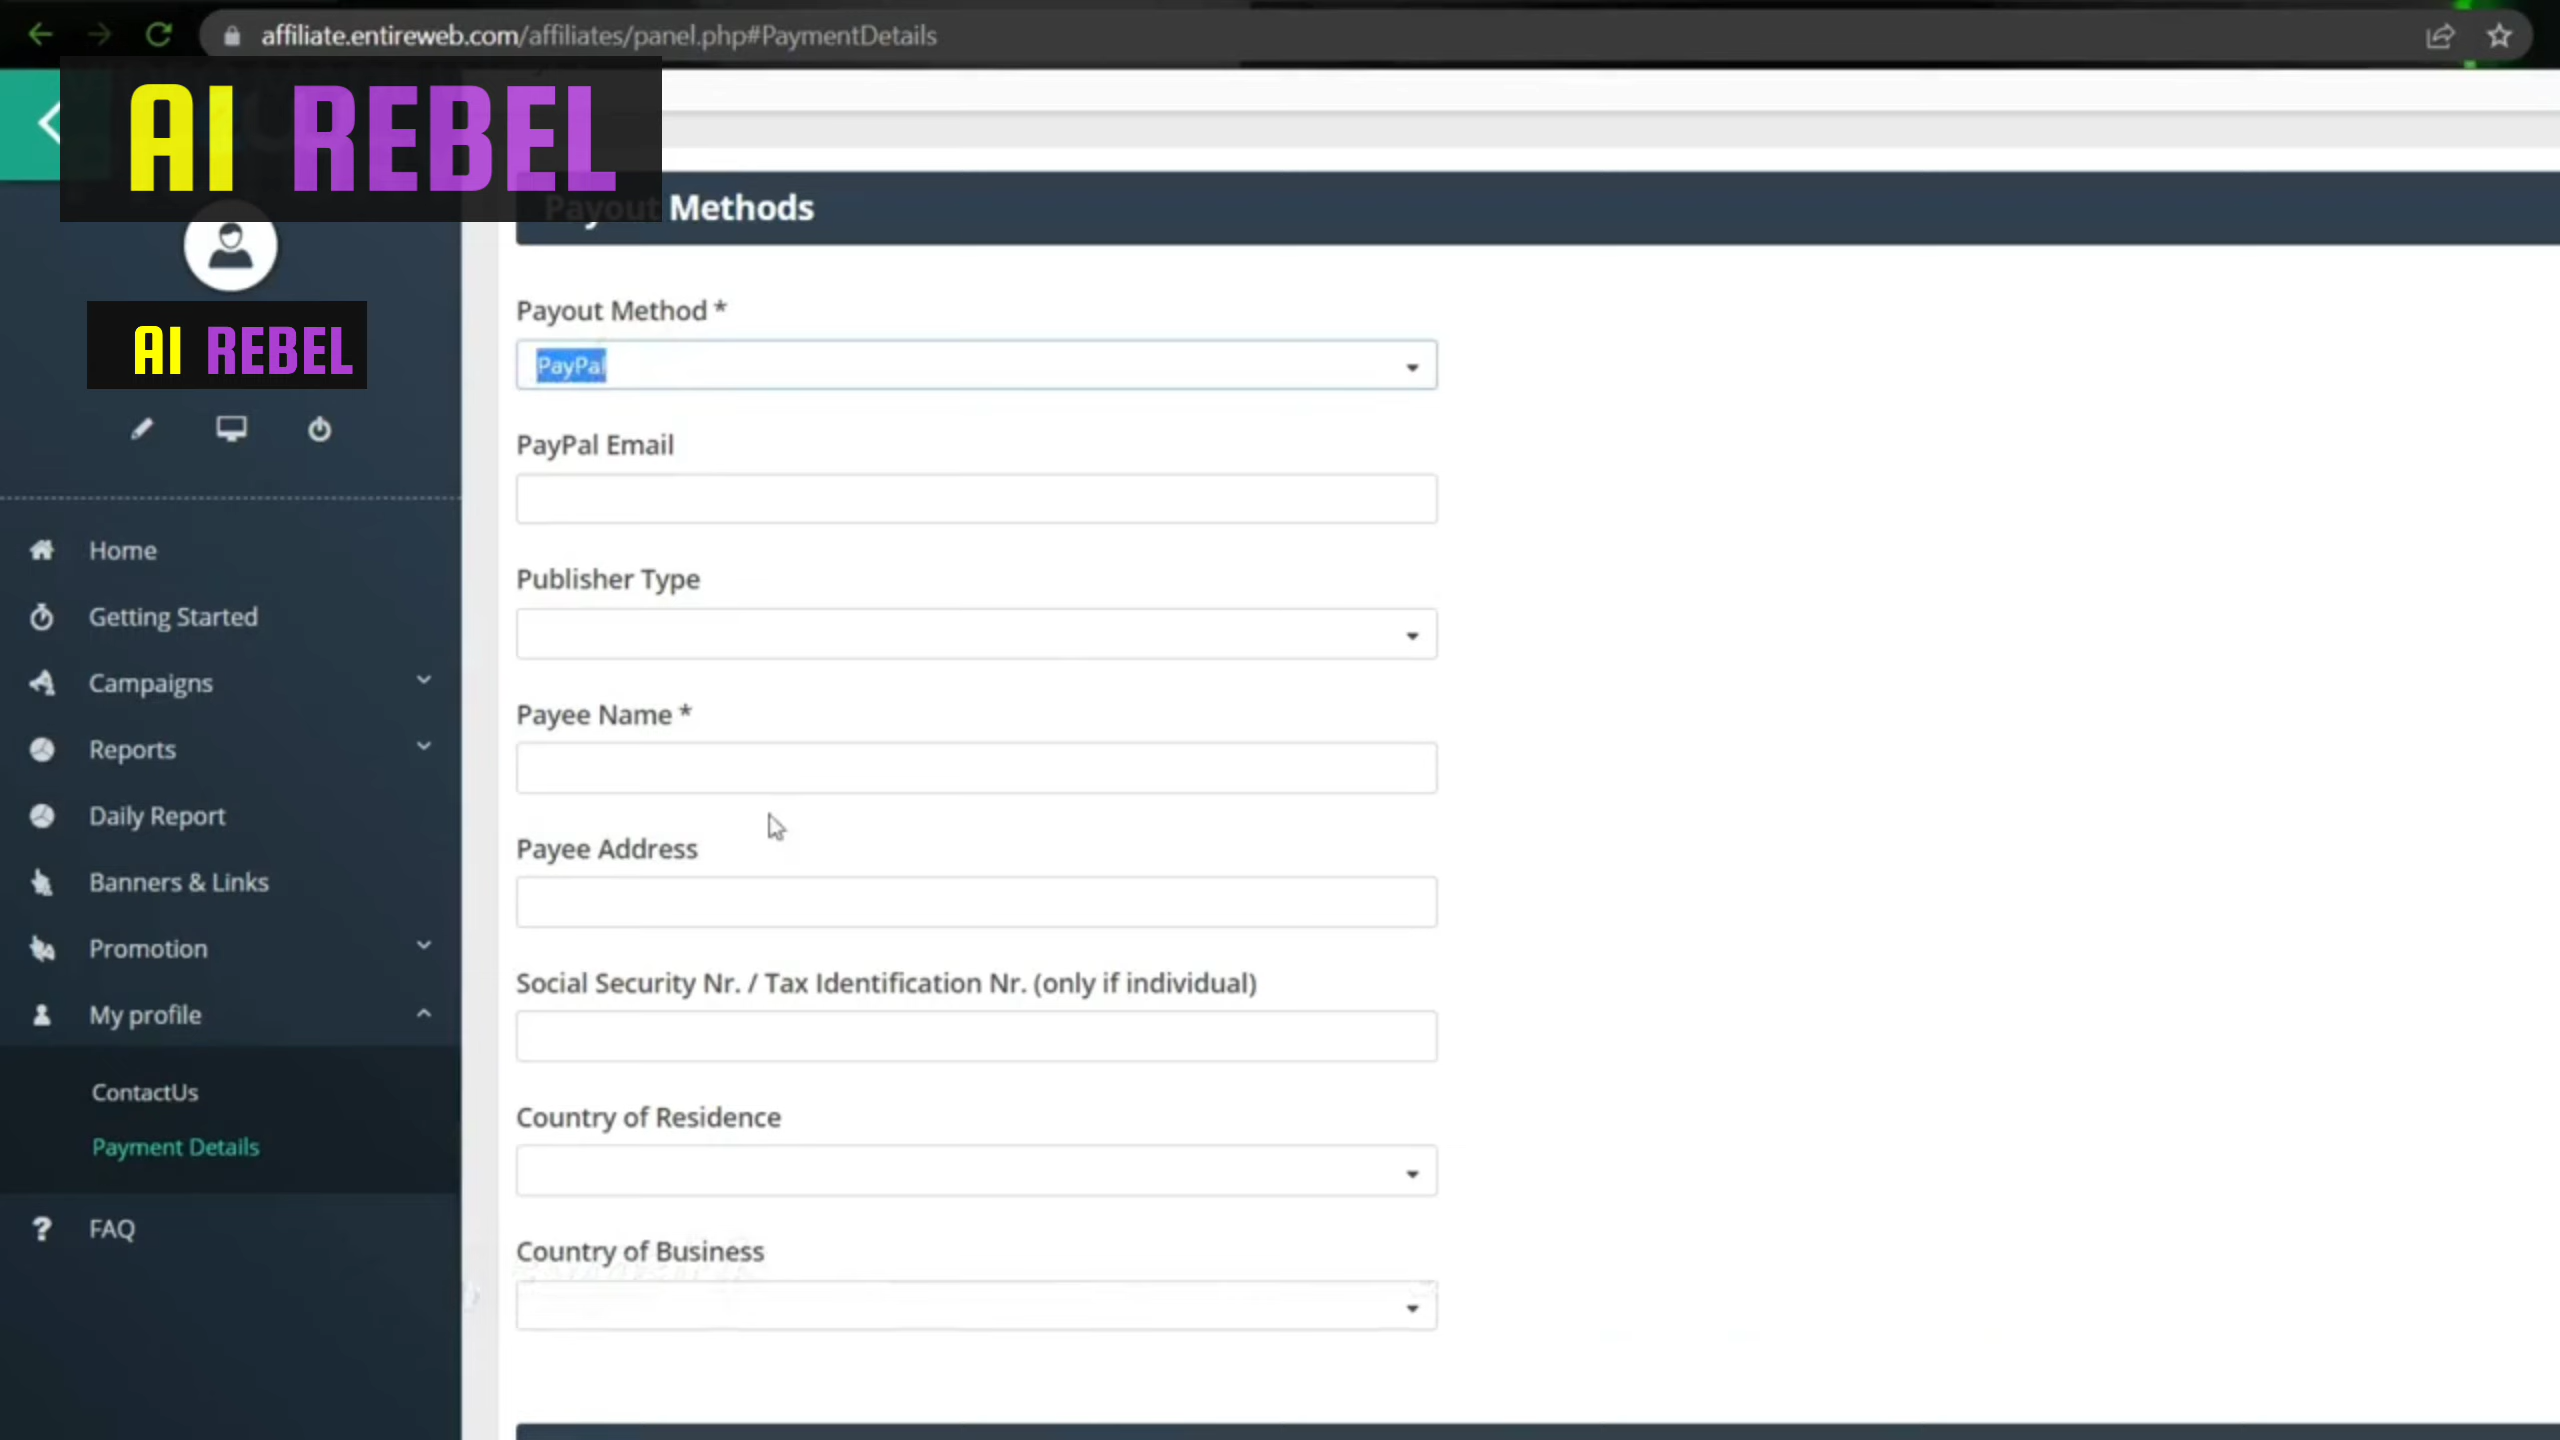 affiliate.entireweb.com/affiliates/panel.php#PaymentDetails
AI REBEL
Payout Methods
AI REBEL
Home
Getting Started
Campaigns
Reports
Daily Report
Banners & Links
Promotion
My profile
ContactUs
Payment Details
FAQ
Payout Method *
PayPal
PayPal Email
Publisher Type
Payee Name *
Payee Address
Social Security Nr. / Tax Identification Nr. (only if individual)
Country of Residence
Country of Business